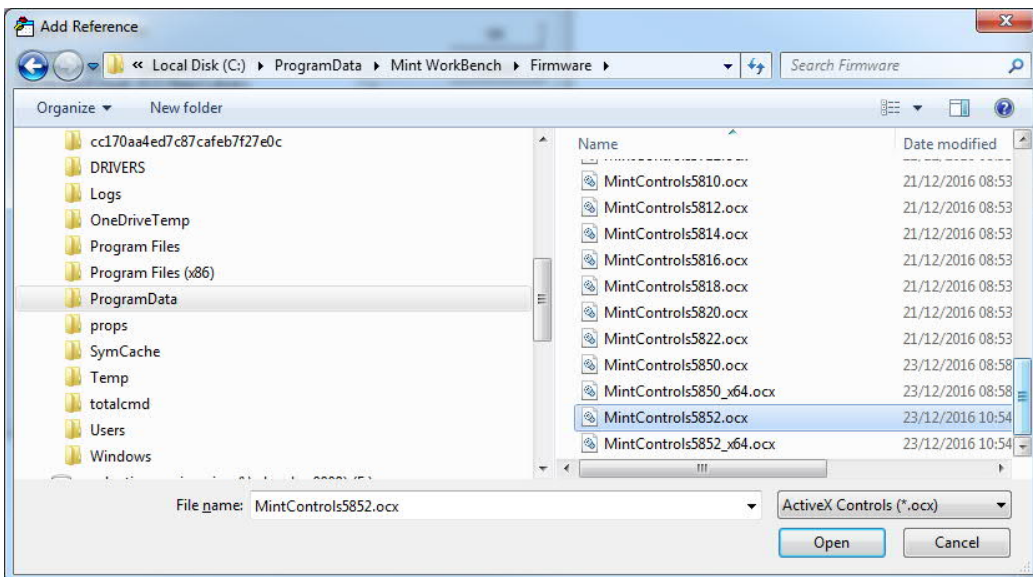 Add Reference
« Local Disk (C:) ▸ ProgramData ▸ Mint WorkBench ▸ Firmware ▸ Search Firmware
Organize New folder
cc170aa4ed7c87cafeb7f27e0c
DRIVERS
Logs
OneDriveTemp
Program Files
Program Files (x86)
ProgramData
props
SymCache
Temp
totalcmd
Users
Windows
Name Date modified
MintControls5810.ocx 21/12/2016 08:53
MintControls5812.ocx 21/12/2016 08:53
MintControls5814.ocx 21/12/2016 08:53
MintControls5816.ocx 21/12/2016 08:53
MintControls5818.ocx 21/12/2016 08:53
MintControls5820.ocx 21/12/2016 08:53
MintControls5822.ocx 21/12/2016 08:53
MintControls5850.ocx 23/12/2016 08:58
MintControls5850_x64.ocx 23/12/2016 08:58
MintControls5852.ocx 23/12/2016 10:54
MintControls5852_x64.ocx 23/12/2016 10:54
File name: MintControls5852.ocx ActiveX Controls (*.ocx)
Open Cancel